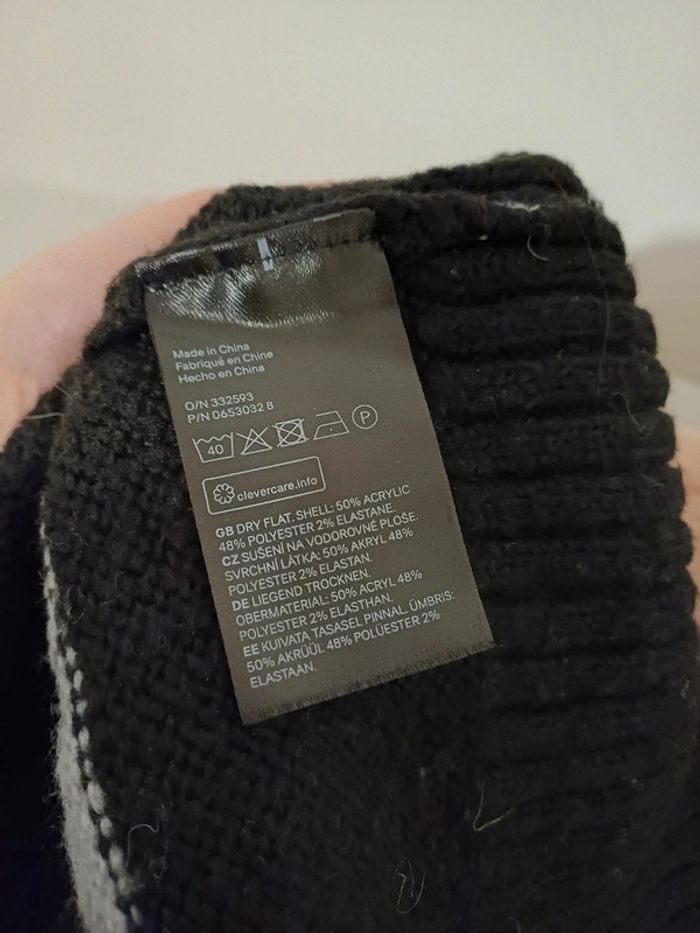 Made in China
Fabriqué en Chine
Hecho en China
O/N 332593
P/N 0653032 8
40 P
clevercare.info
GB DRY FLAT. SHELL: 50% ACRYLIC
48% POLYESTER 2% ELASTANE.
CZ SUŠENÍ NA VODOROVNÉ PLOŠE.
SVRCHNÍ LÁTKA: 50% AKRYL 48%
POLYESTER 2% ELASTAN.
DE LIEGEND TROCKNEN.
OBERMATERIAL: 50% ACRYL 48%
POLYESTER 2% ELASTHAN.
EE KUIVATA TASASEL PINNAL. ÜMBRIS:
50% AKRÜÜL 48% POLÜESTER 2%
ELASTAAN.